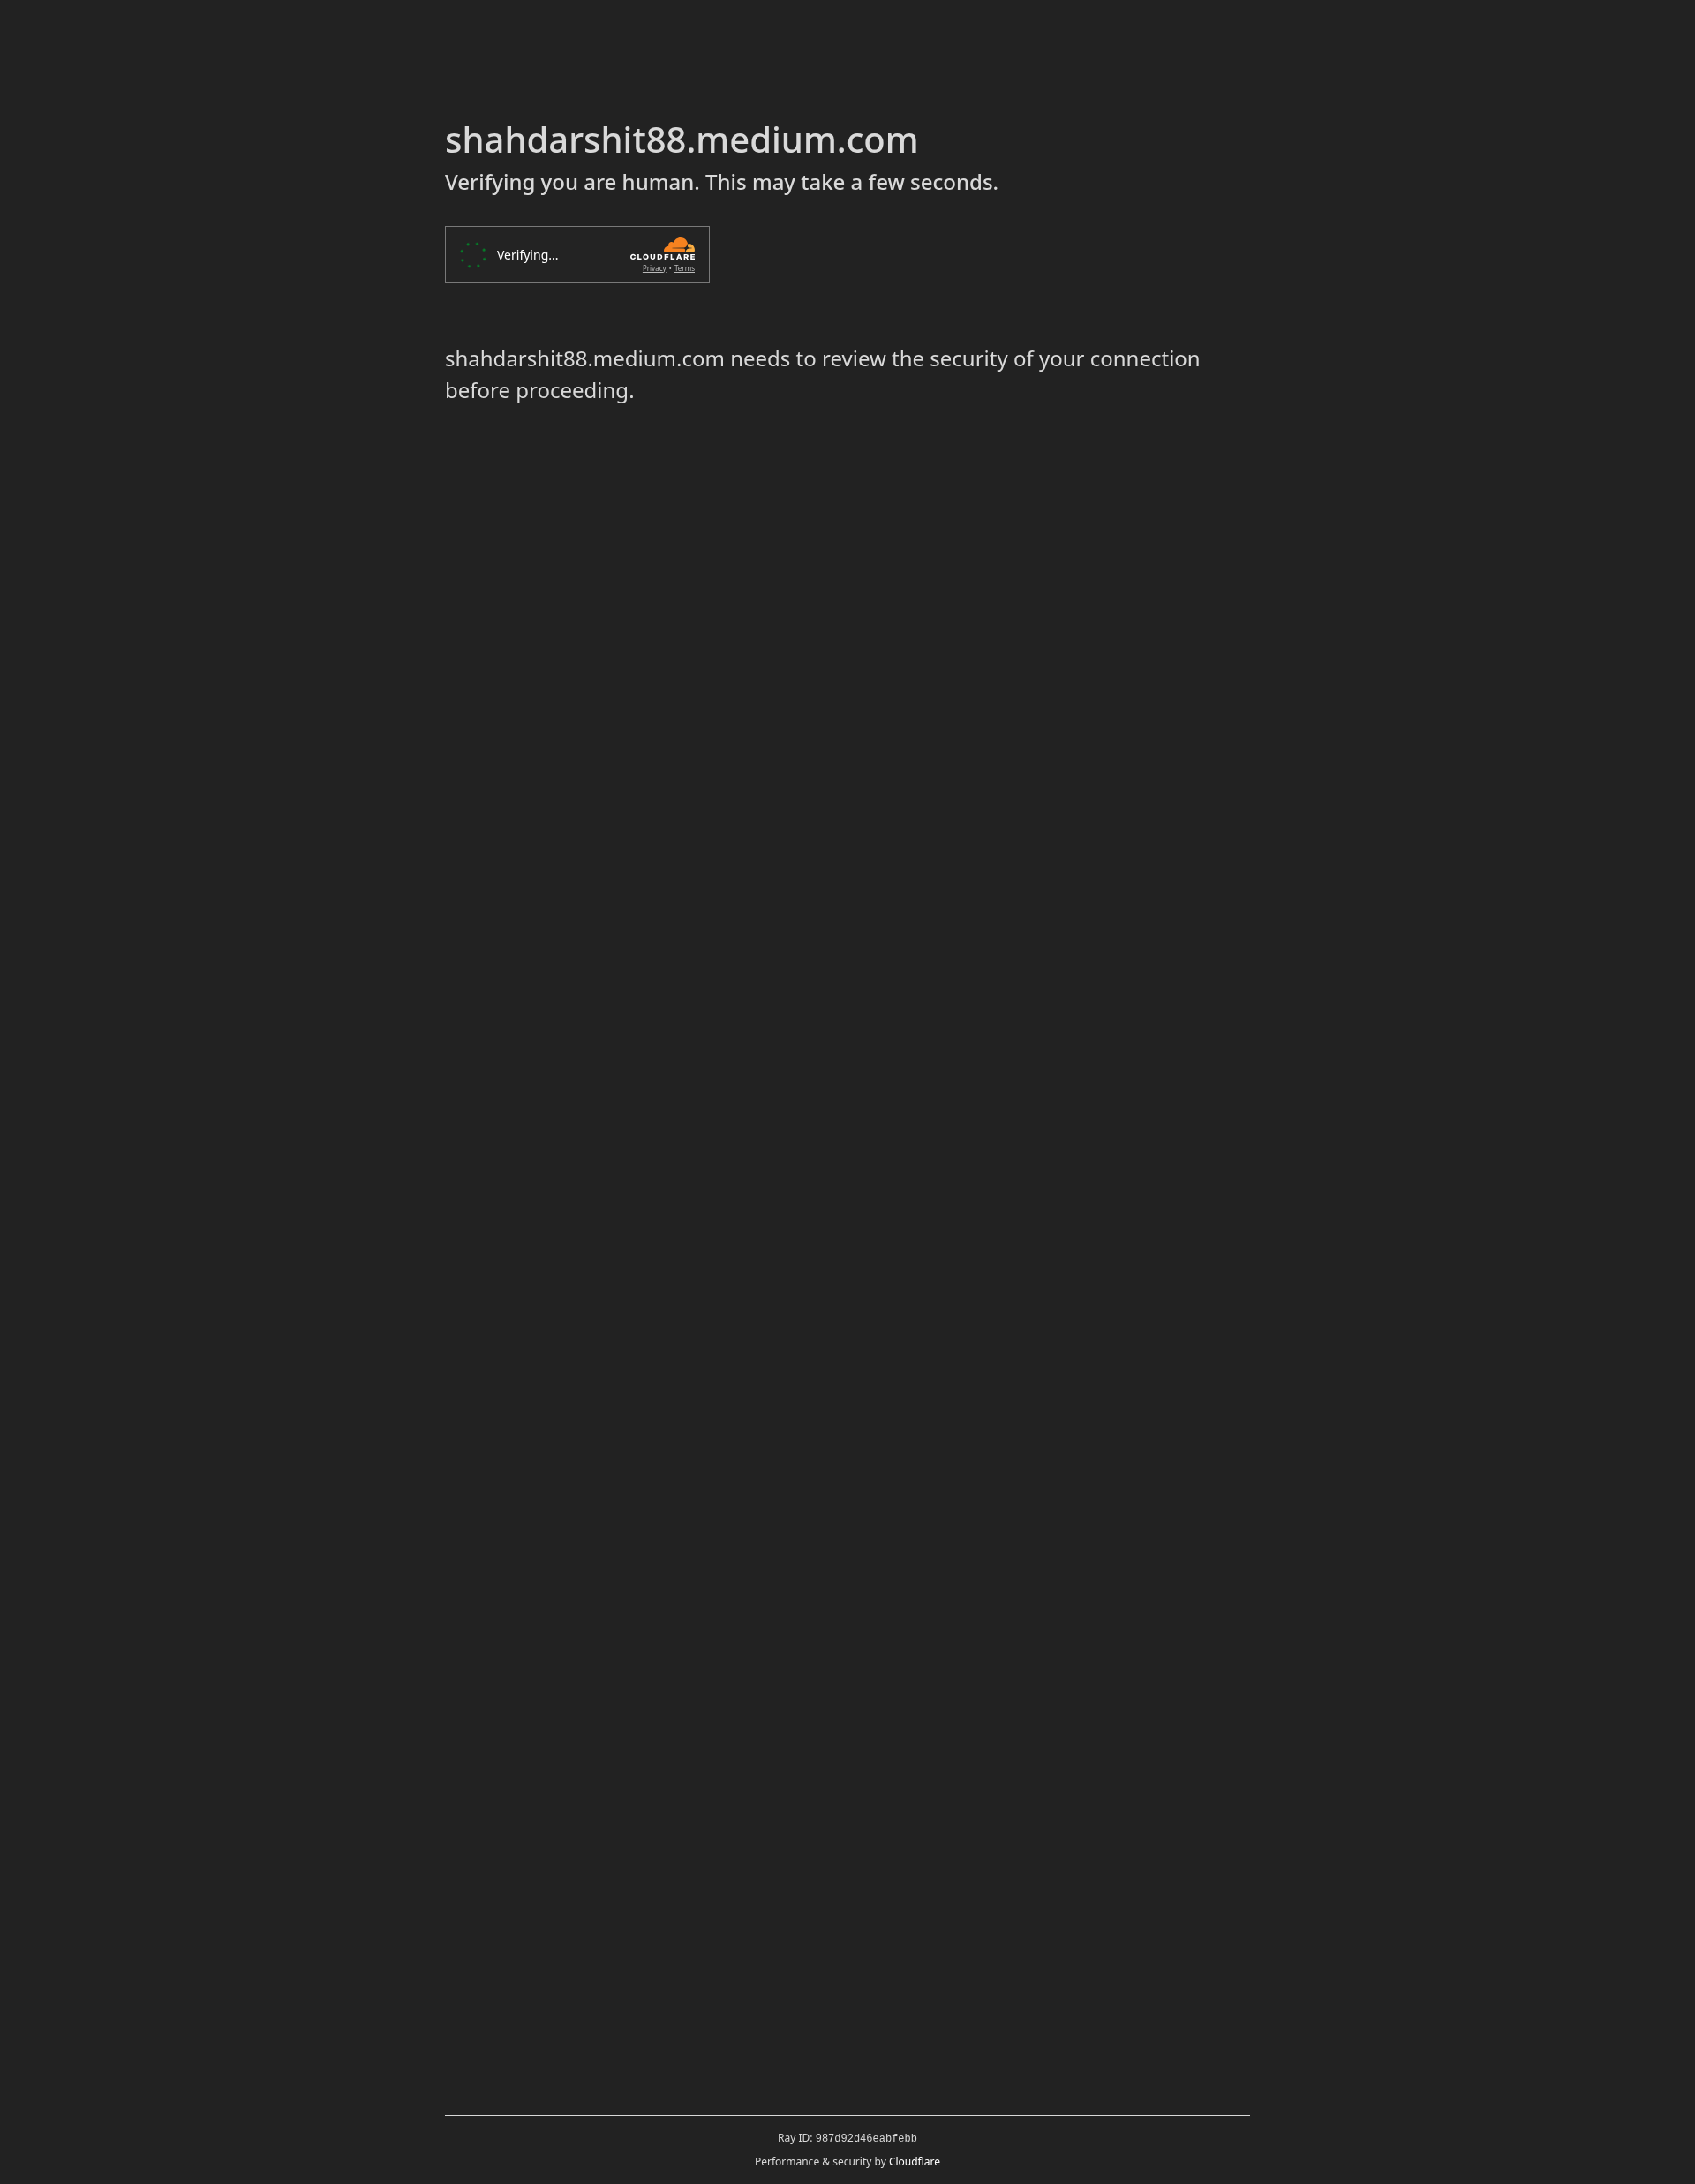 shahdarshit88.medium.com
Verifying you are human. This may take a few seconds.
Verifying...
CLOUDFLARE
Privacy • Terms
shahdarshit88.medium.com needs to review the security of your connection
before proceeding.
Ray ID: 987d92d46eabfebb
Performance & security by Cloudflare